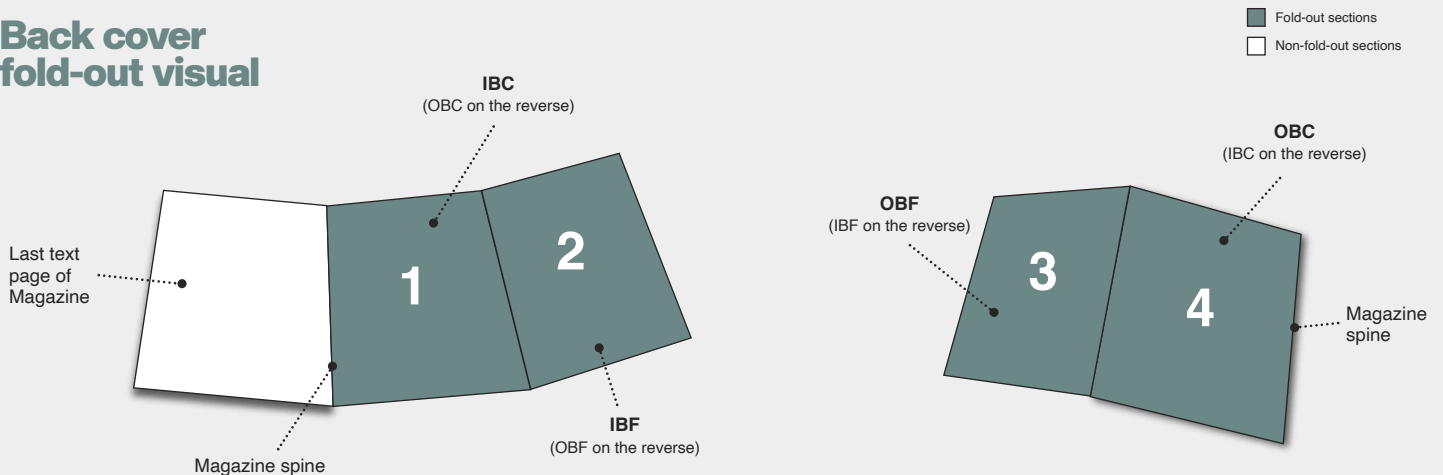 Back cover
fold-out visual
Fold-out sections
Non-fold-out sections
IBC
(OBC on the reverse)
Last text
page of
Magazine
1
2
Magazine spine
IBF
(OBF on the reverse)
OBF
(IBF on the reverse)
OBC
(IBC on the reverse)
3
4
Magazine
spine